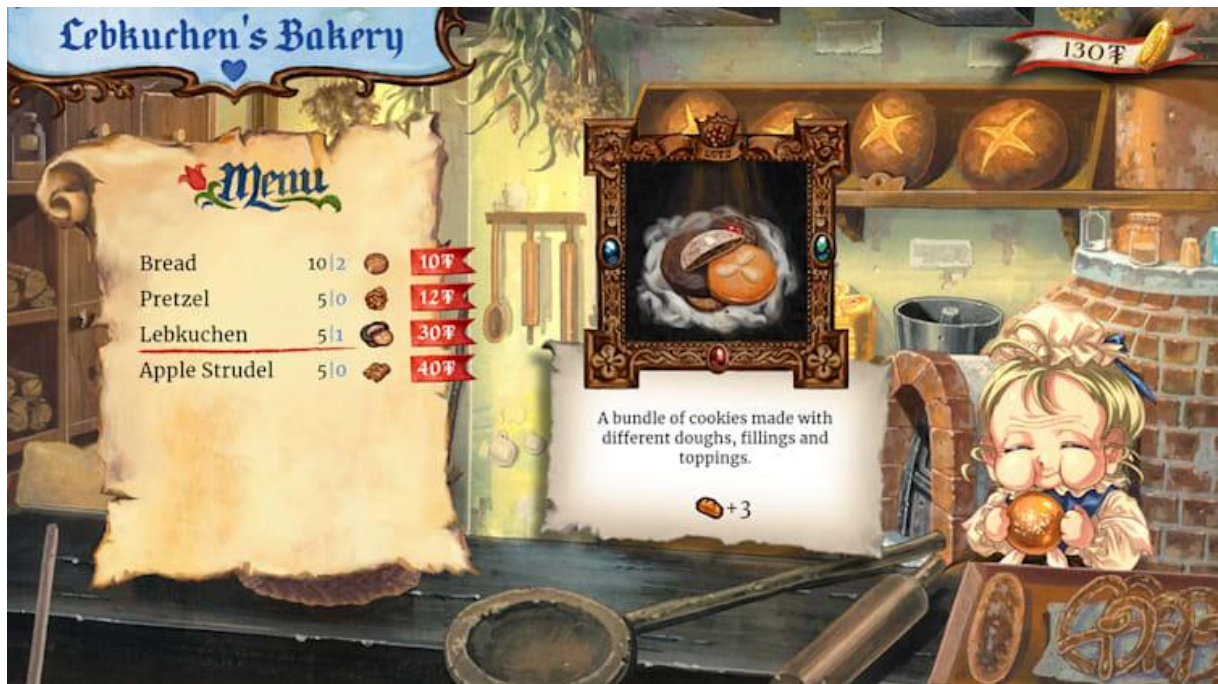 Lebkuchen's Bakery
130₮
Menu
Bread 10|2 10₮
Pretzel 5|0 12₮
Lebkuchen 5|1 30₮
Apple Strudel 5|0 40₮
A bundle of cookies made with
different doughs, fillings and
toppings.
+3